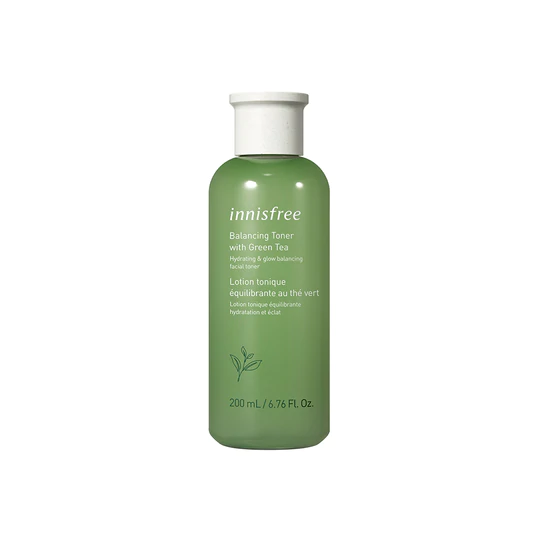 innisfree
Balancing Toner
with Green Tea
Hydrating & glow balancing
facial toner
Lotion tonique
équilibrante au thé vert
Lotion tonique équilibrante
hydratation et éclat
200 mL / 6.76 Fl. Oz.